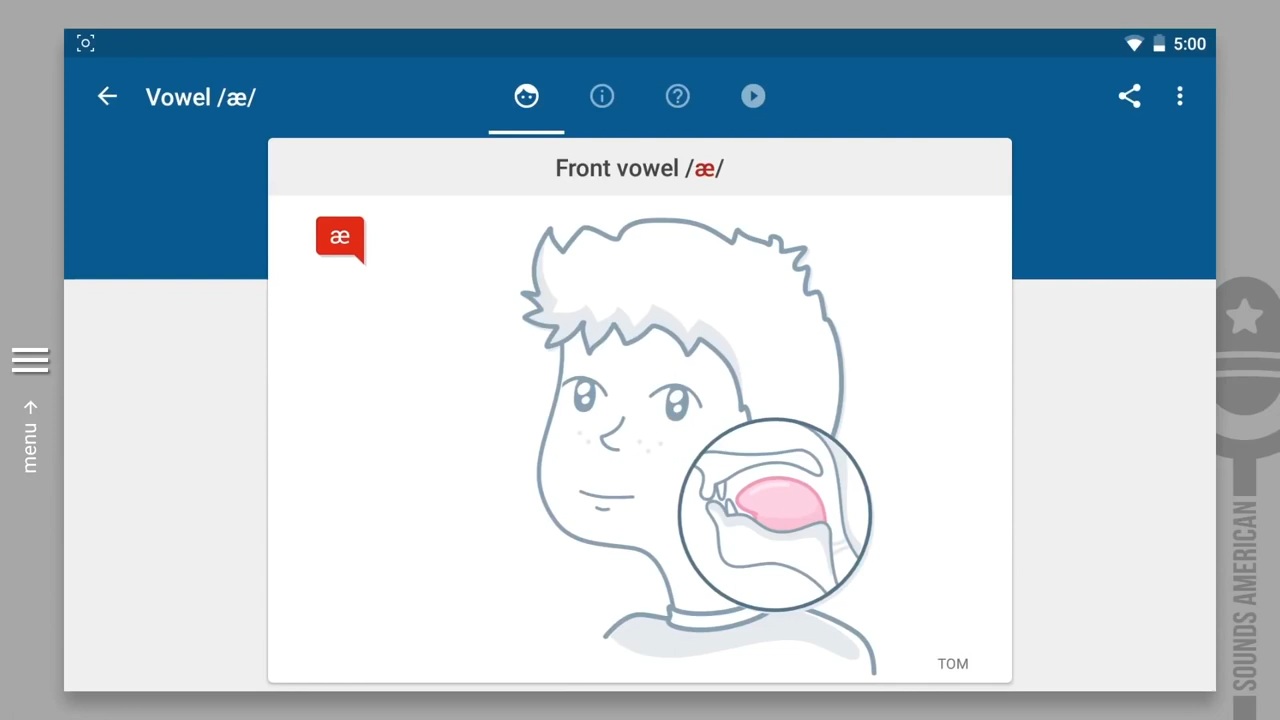 5:00
Vowel /æ/
Front vowel /æ/
æ
menu
SOUNDS AMERICAN
TOM